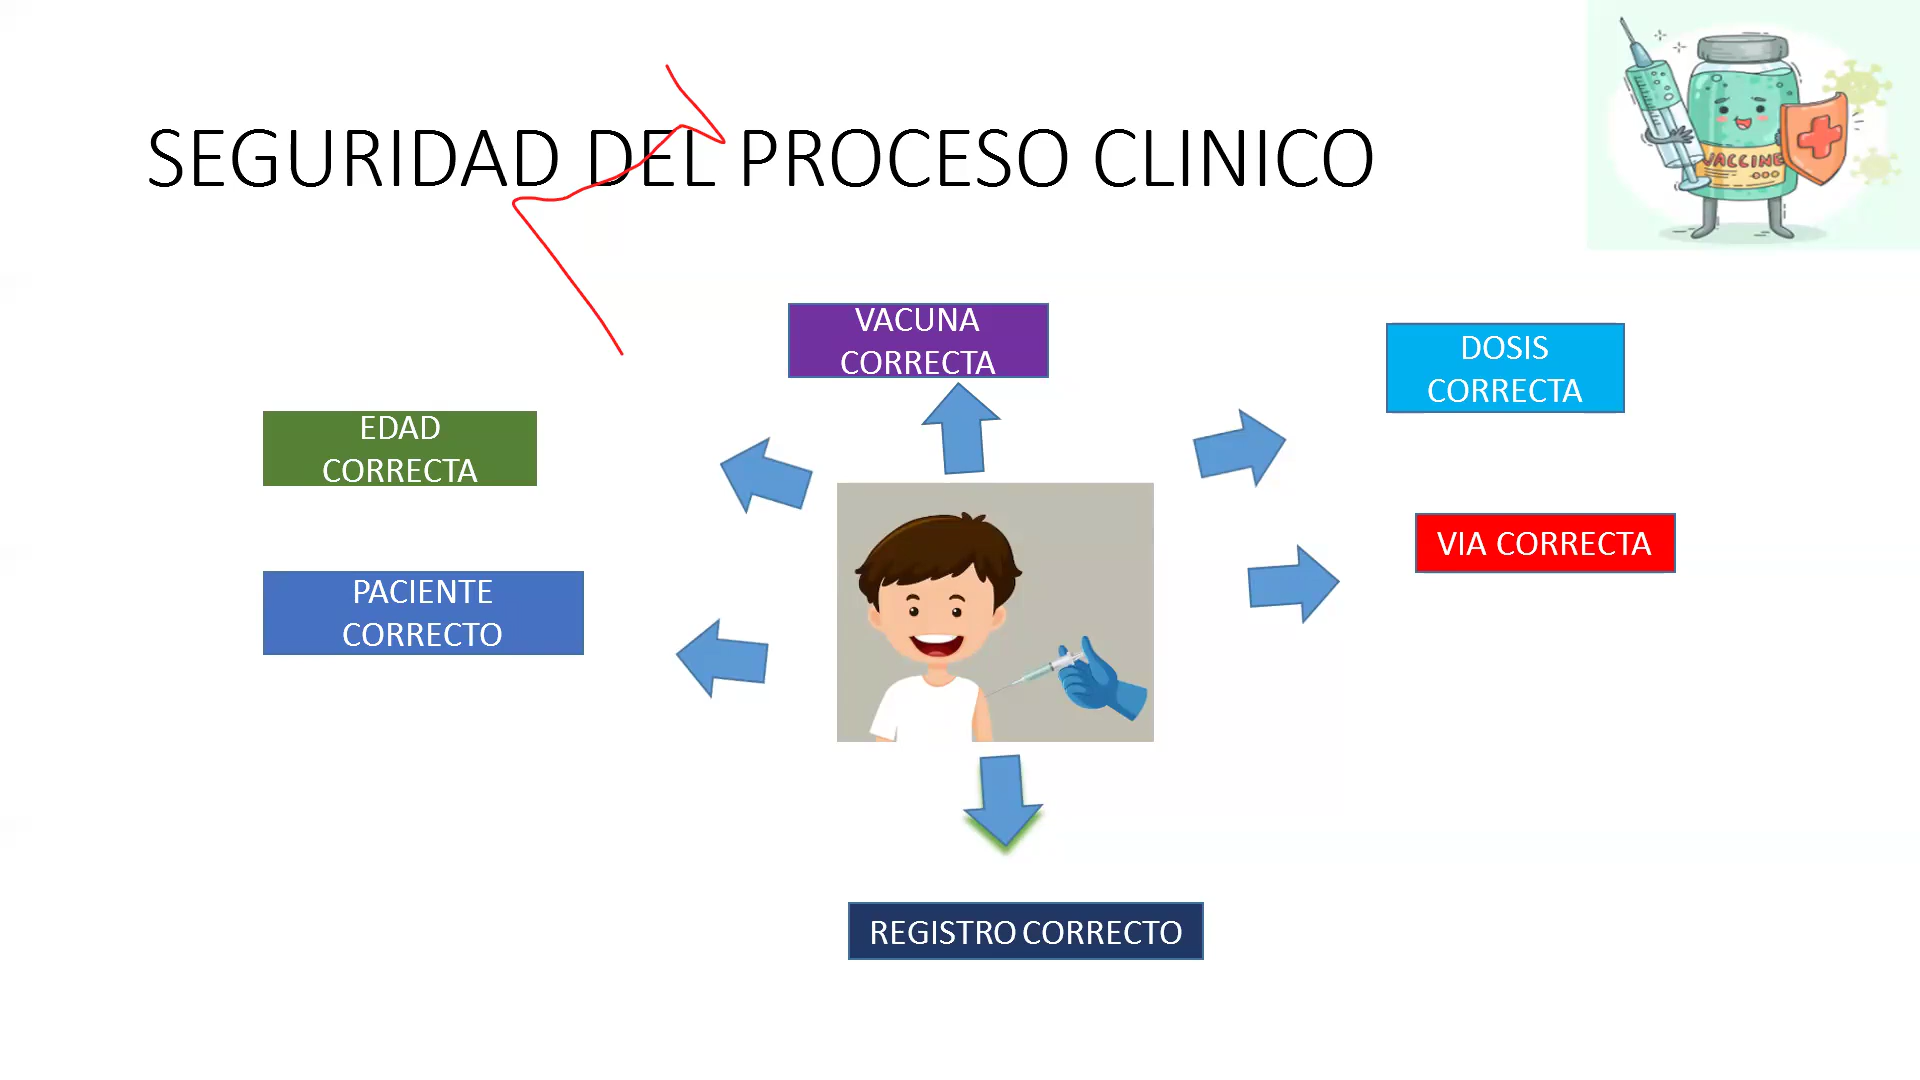 SEGURIDAD DEL PROCESO CLINICO
VACCINE
VACUNA
CORRECTA
DOSIS
CORRECTA
EDAD
CORRECTA
VIA CORRECTA
PACIENTE
CORRECTO
REGISTRO CORRECTO